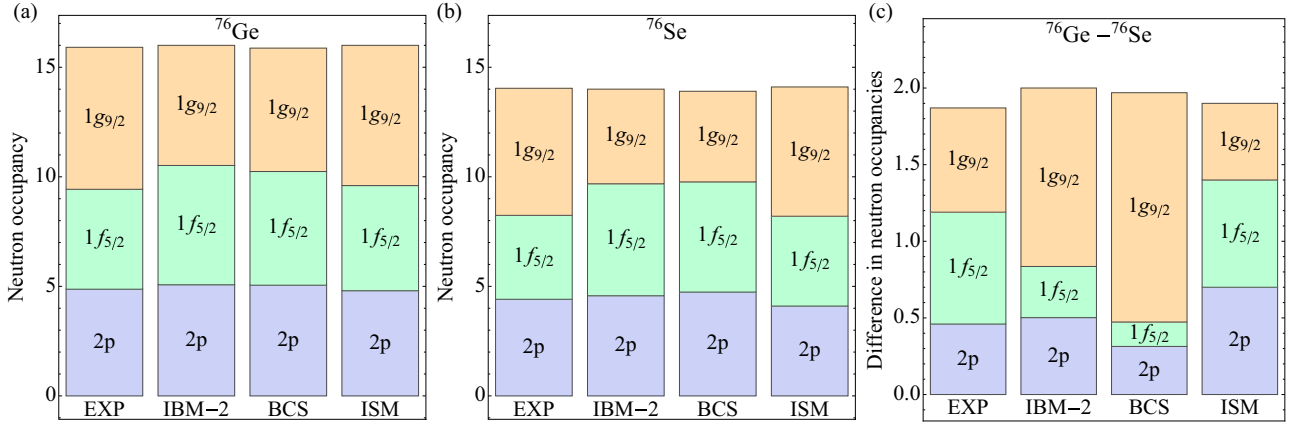 (a)
⁷⁶Ge
Neutron occupancy
15
10
5
0
1g₉/₂
1g₉/₂
1g₉/₂
1g₉/₂
1f₅/₂
1f₅/₂
1f₅/₂
1f₅/₂
2p
2p
2p
2p
EXP
IBM−2
BCS
ISM
(b)
⁷⁶Se
Neutron occupancy
15
10
5
0
1g₉/₂
1g₉/₂
1g₉/₂
1g₉/₂
1f₅/₂
1f₅/₂
1f₅/₂
1f₅/₂
2p
2p
2p
2p
EXP
IBM−2
BCS
ISM
(c)
⁷⁶Ge −⁷⁶Se
Difference in neutron occupancies
2.0
1.5
1.0
0.5
0.0
1g₉/₂
1g₉/₂
1g₉/₂
1g₉/₂
1f₅/₂
1f₅/₂
1f₅/₂
1f₅/₂
2p
2p
2p
2p
EXP
IBM−2
BCS
ISM